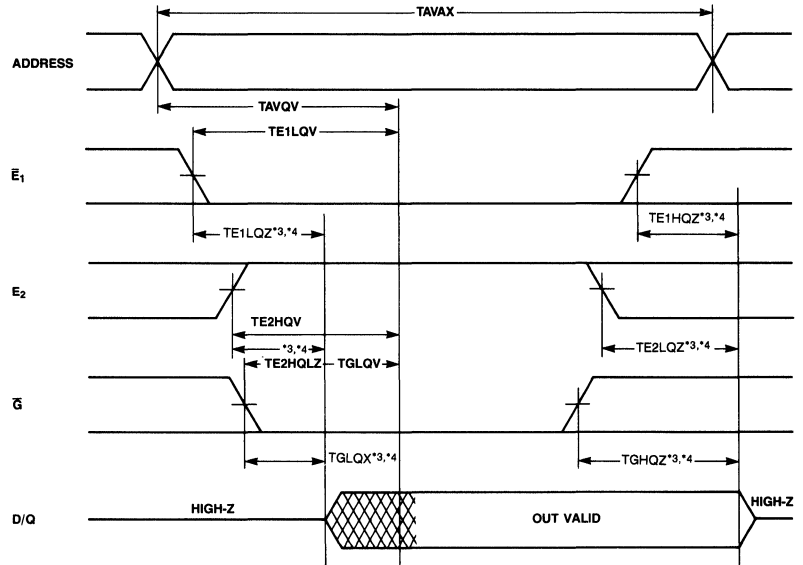 TAVAX
ADDRESS
TAVQV
TE1LQV
Ē₁
TE1LQZ*3,*4
TE1HQZ*3,*4
E₂
TE2HQV
*3,*4
TE2LQZ*3,*4
TE2HQLZ TGLQV
G̅
TGLQX*3,*4
TGHQZ*3,*4
D/Q
HIGH-Z
OUT VALID
HIGH-Z